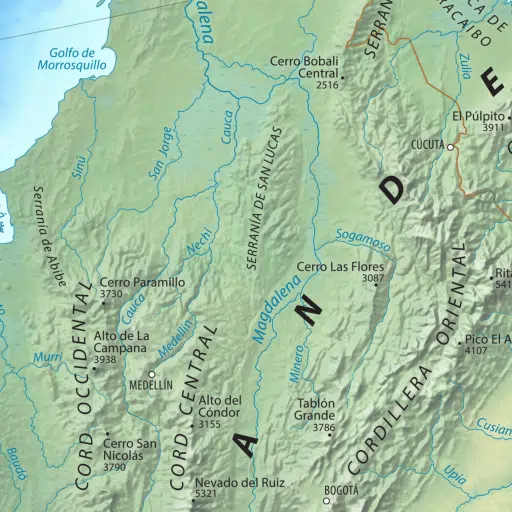 alena
Golfo de
Morrosquillo
SERRAN
CA DE
RACAIBO
Cerro Bobali
Central
2516
Zulia
E
El Púlpito
3911
CÚCUTA
Cauca
San Jorge
Sinú
SERRANÍA DE SAN LUCAS
D
Serranía de Abibe
Nechí
Sogamoso
Cerro Las Flores
3087
Rita
541
Cerro Paramillo
3730
Cauca
Magdalena
N
CORD OCCIDENTAL
Alto de La
Campana
3938
Medellín
Murrí
MEDELLÍN
CORD CENTRAL
Minero
CORDILLERA ORIENTAL
Pico El A
4107
Alto del
Cóndor
3155
Tablón
Grande
3786
A
Cerro San
Nicolás
3790
Baudó
Cusian
Upía
Nevado del Ruiz
5321
BOGOTÁ